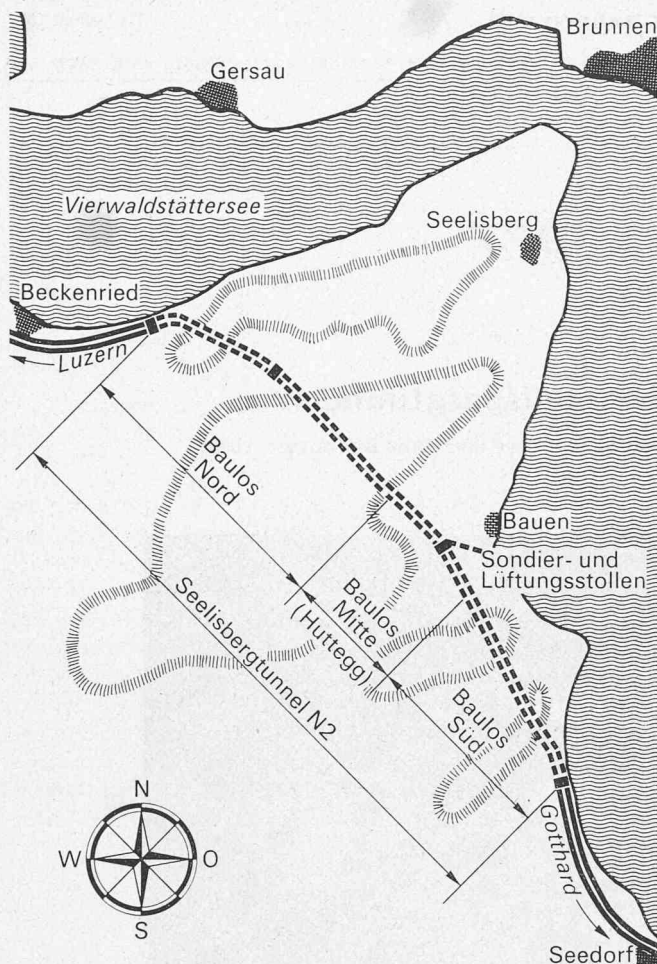 Brunnen
Gersau
Vierwaldstättersee
Seelisberg
Beckenried
Luzern
Baulos
Nord
Bauen
Sondier- und
Lüftungsstollen
Baulos
Mitte
(Huttegg)
Seelisbergtunnel N2
Baulos
Süd
Gotthard
N
W
O
S
Seedorf